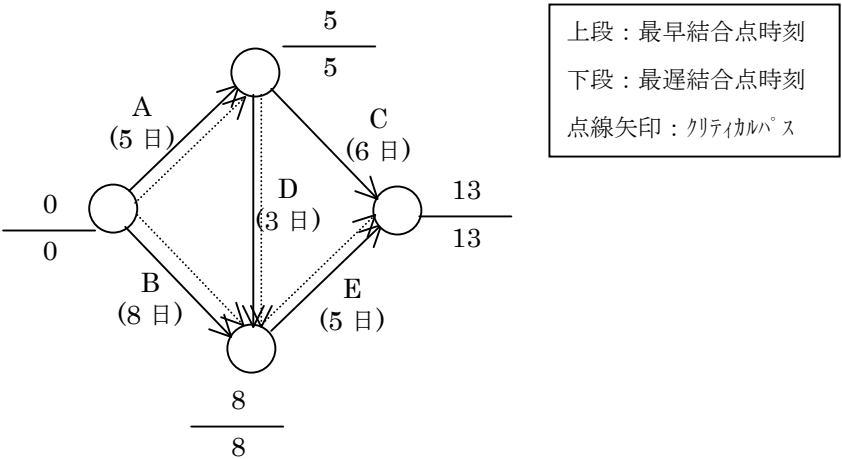 5
5
上段：最早結合点時刻
下段：最遅結合点時刻
点線矢印：ｸﾘﾃｨｶﾙﾊﾟｽ
A
(5 日)
C
(6 日)
0
0
D
(3 日)
13
13
B
(8 日)
E
(5 日)
8
8